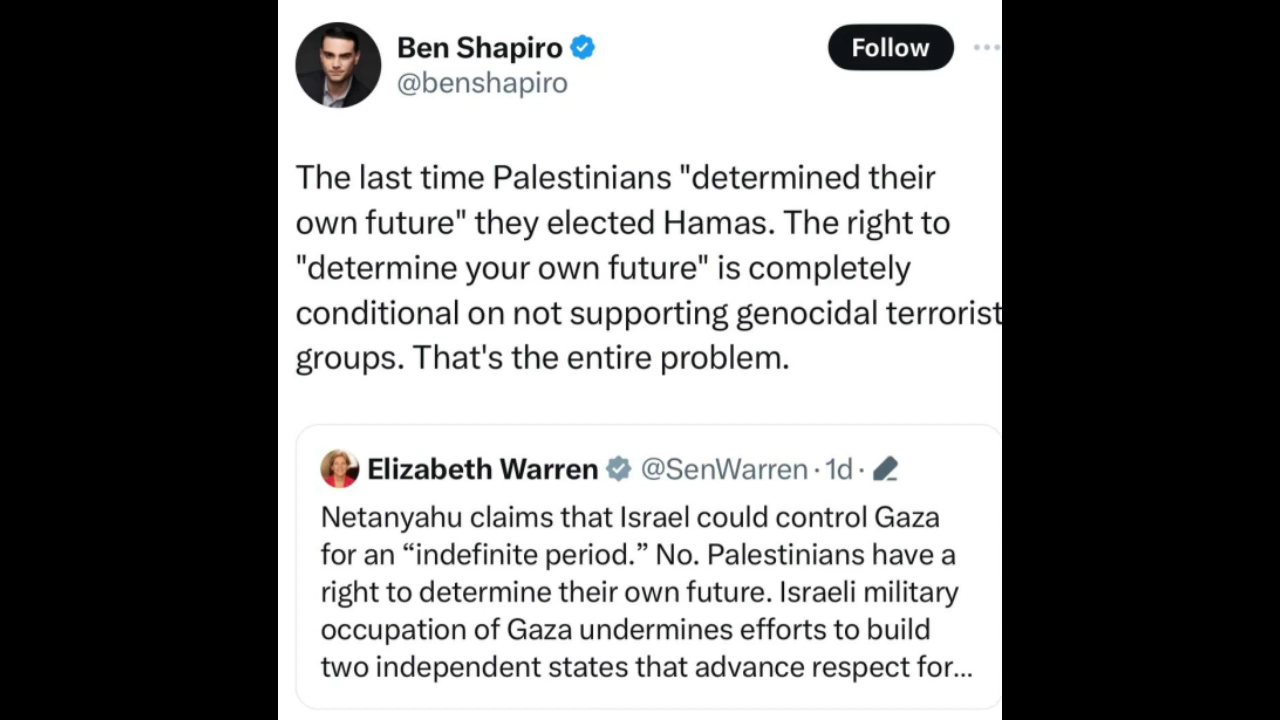 Ben Shapiro
Follow
@benshapiro
The last time Palestinians "determined their
own future" they elected Hamas. The right to
"determine your own future" is completely
conditional on not supporting genocidal terrorist
groups. That's the entire problem.
Elizabeth Warren @SenWarren · 1d ·
Netanyahu claims that Israel could control Gaza
for an “indefinite period.” No. Palestinians have a
right to determine their own future. Israeli military
occupation of Gaza undermines efforts to build
two independent states that advance respect for...